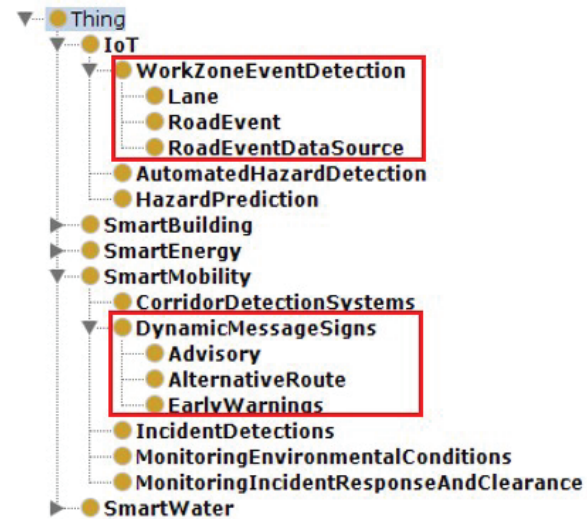 Thing
IoT
WorkZoneEventDetection
Lane
RoadEvent
RoadEventDataSource
AutomatedHazardDetection
HazardPrediction
SmartBuilding
SmartEnergy
SmartMobility
CorridorDetectionSystems
DynamicMessageSigns
Advisory
AlternativeRoute
EarlyWarnings
IncidentDetections
MonitoringEnvironmentalConditions
MonitoringIncidentResponseAndClearance
SmartWater